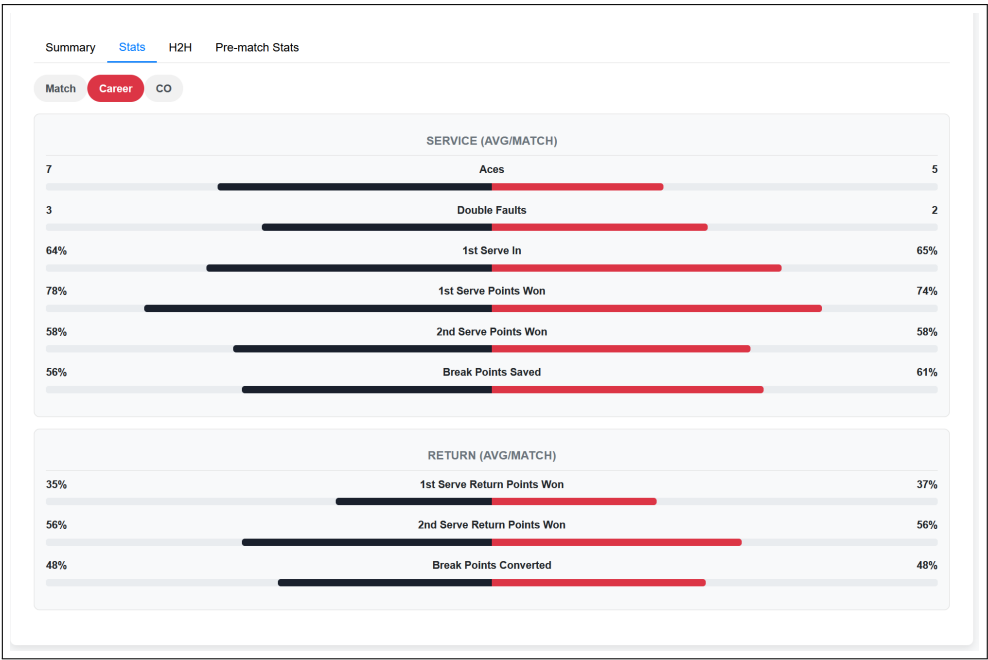 Summary Stats H2H Pre-match Stats
Match Career CO
SERVICE (AVG/MATCH)
7 Aces 5
3 Double Faults 2
64% 1st Serve In 65%
78% 1st Serve Points Won 74%
58% 2nd Serve Points Won 58%
56% Break Points Saved 61%
RETURN (AVG/MATCH)
35% 1st Serve Return Points Won 37%
56% 2nd Serve Return Points Won 56%
48% Break Points Converted 48%